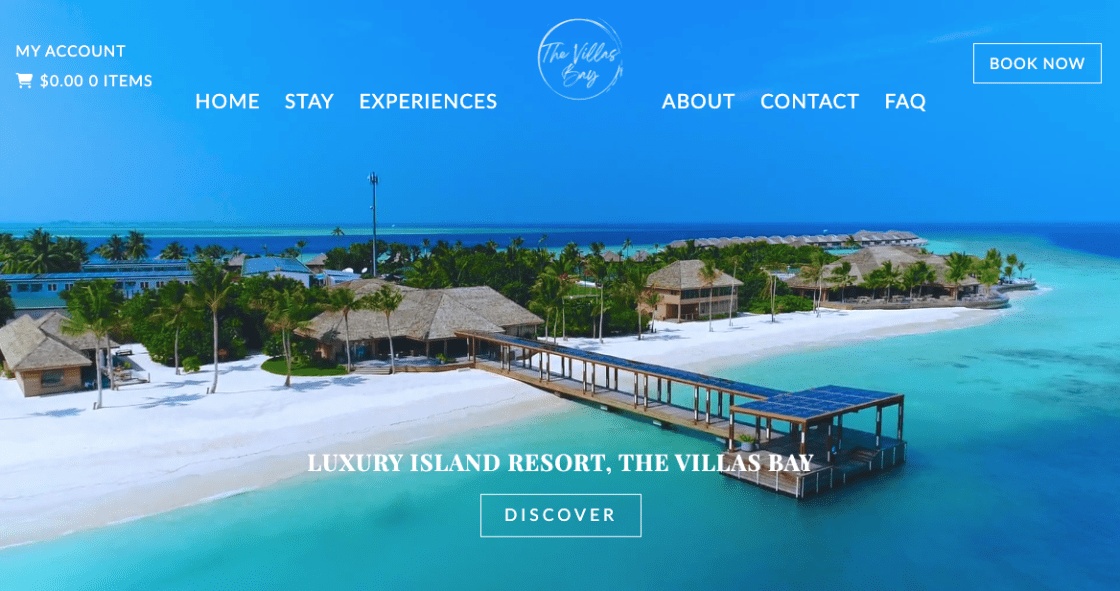 MY ACCOUNT
$0.00 0 ITEMS
HOME STAY EXPERIENCES
The Villas
Bay
ABOUT CONTACT FAQ
BOOK NOW
LUXURY ISLAND RESORT, THE VILLAS BAY
DISCOVER